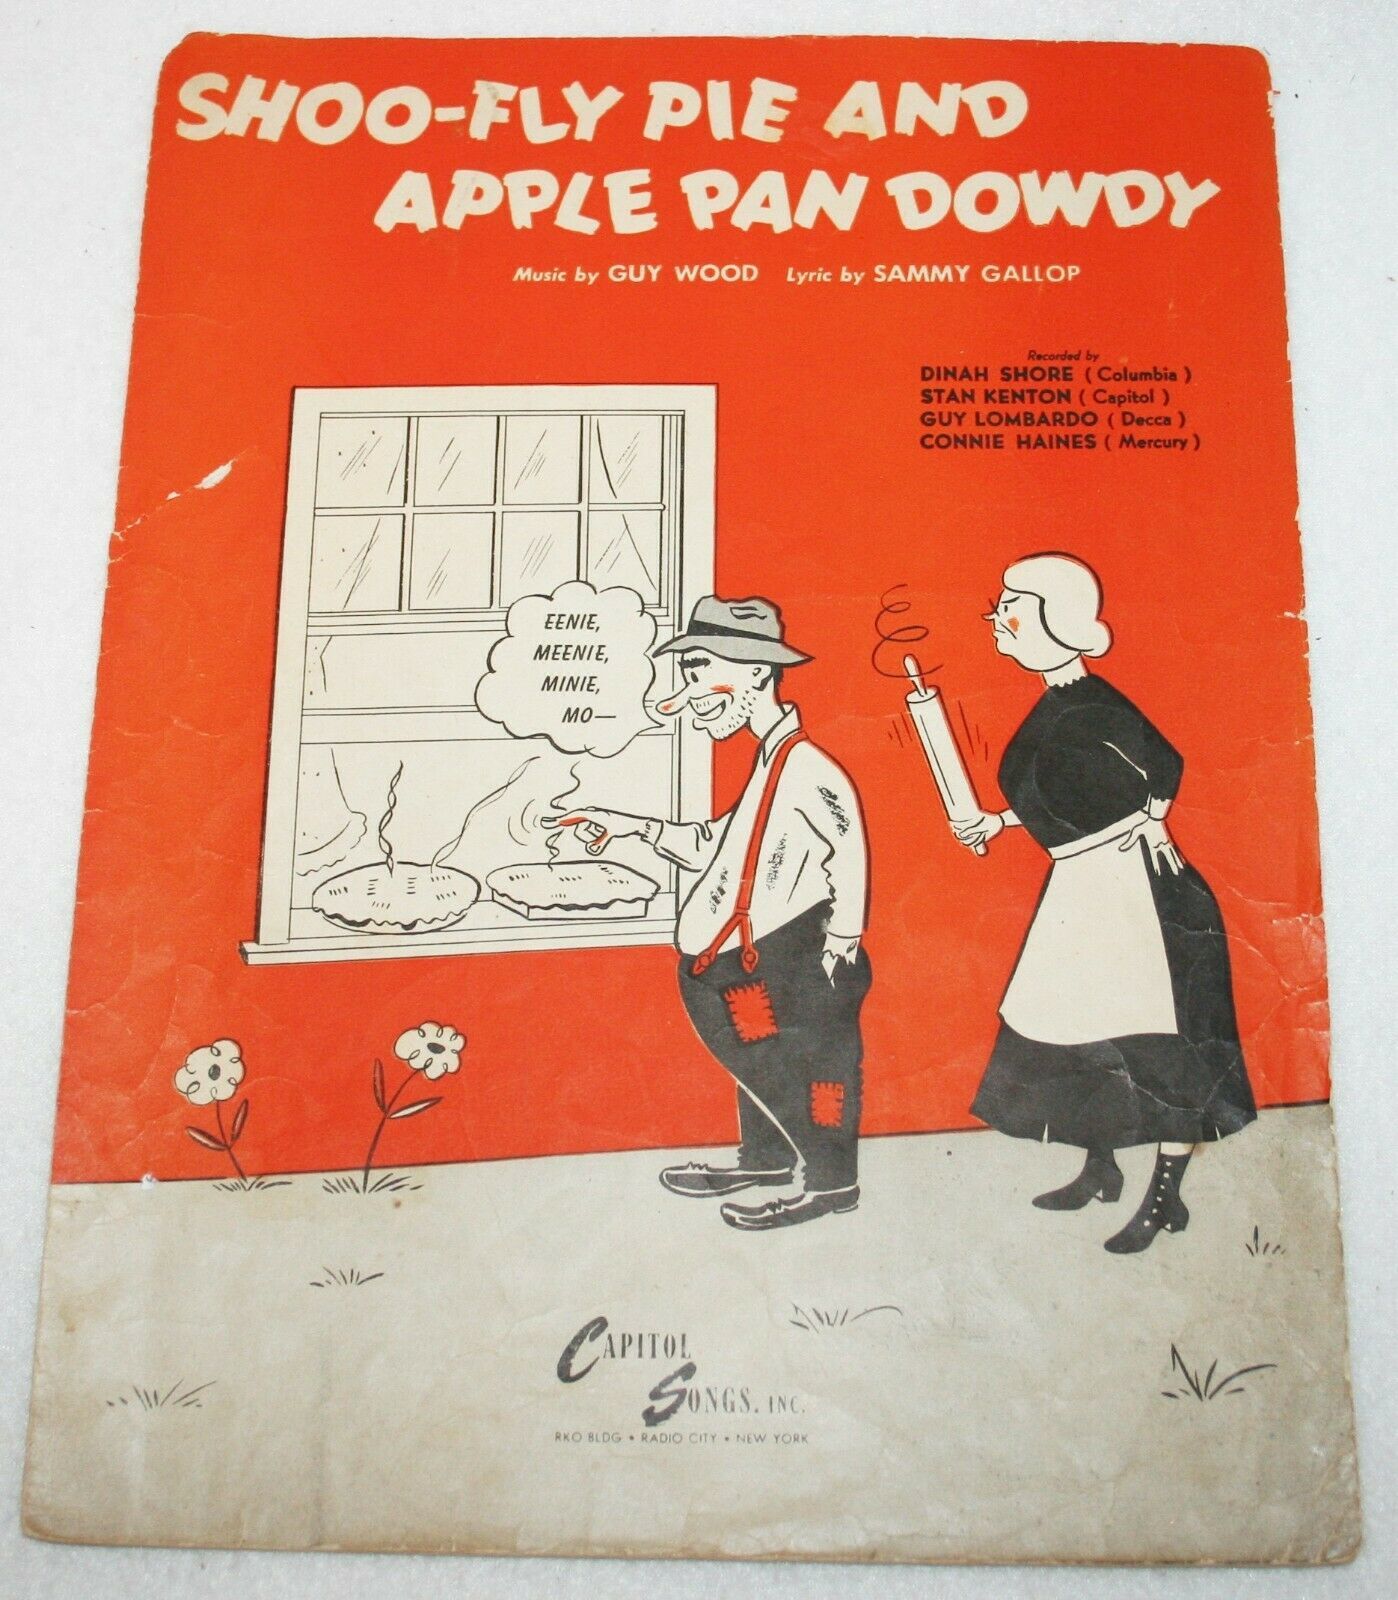 SHOO-FLY PIE AND
APPLE PAN DOWDY
Music by GUY WOOD Lyric by SAMMY GALLOP
Recorded by
DINAH SHORE (Columbia)
STAN KENTON (Capitol)
GUY LOMBARDO (Decca)
CONNIE HAINES (Mercury)
EENIE,
MEENIE,
MINIE,
MO—
CAPITOL
SONGS, INC.
RKO BLDG • RADIO CITY • NEW YORK